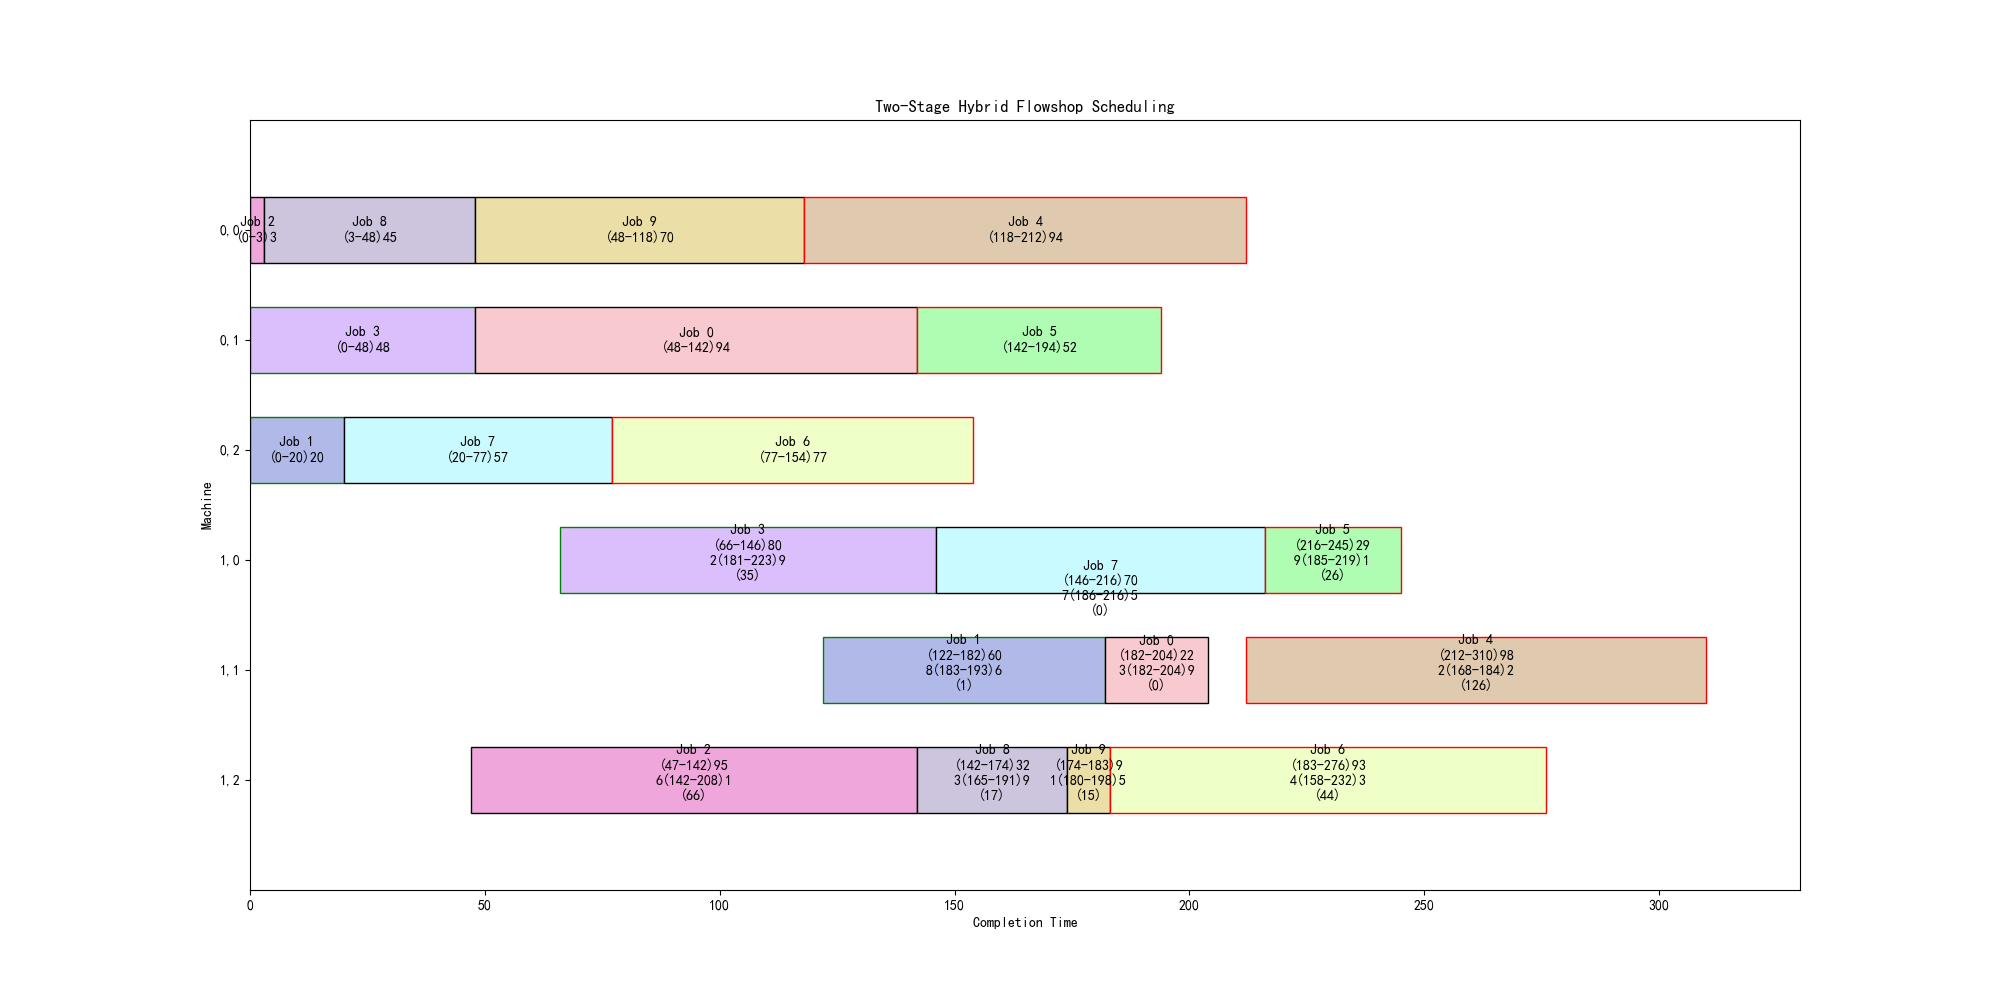 Two-Stage Hybrid Flowshop Scheduling
Machine
0,0
Job 2
(0-3)3
Job 8
(3-48)45
Job 9
(48-118)70
Job 4
(118-212)94
0,1
Job 3
(0-48)48
Job 0
(48-142)94
Job 5
(142-194)52
0,2
Job 1
(0-20)20
Job 7
(20-77)57
Job 6
(77-154)77
1,0
Job 3
(66-146)80
2(181-223)9
(35)
Job 7
(146-216)70
7(186-216)5
(0)
Job 5
(216-245)29
9(185-219)1
(26)
1,1
Job 1
(122-182)60
8(183-193)6
(1)
Job 0
(182-204)22
3(182-204)9
(0)
Job 4
(212-310)98
2(168-184)2
(126)
1,2
Job 2
(47-142)95
6(142-208)1
(66)
Job 8
(142-174)32
3(165-191)9
(17)
Job 9
(174-183)9
1(180-198)5
(15)
Job 6
(183-276)93
4(158-232)3
(44)
0 50 100 150 200 250 300
Completion Time